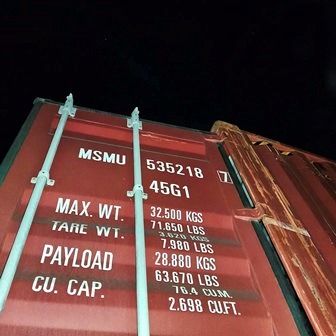 MSMU 535218 7
45G1
MAX. WT. 32.500 KGS
71.650 LBS
TARE WT. 3.620 KGS
7.980 LBS
PAYLOAD 28.880 KGS
63.670 LBS
CU. CAP. 76.4 CU.M.
2.698 CU.FT.